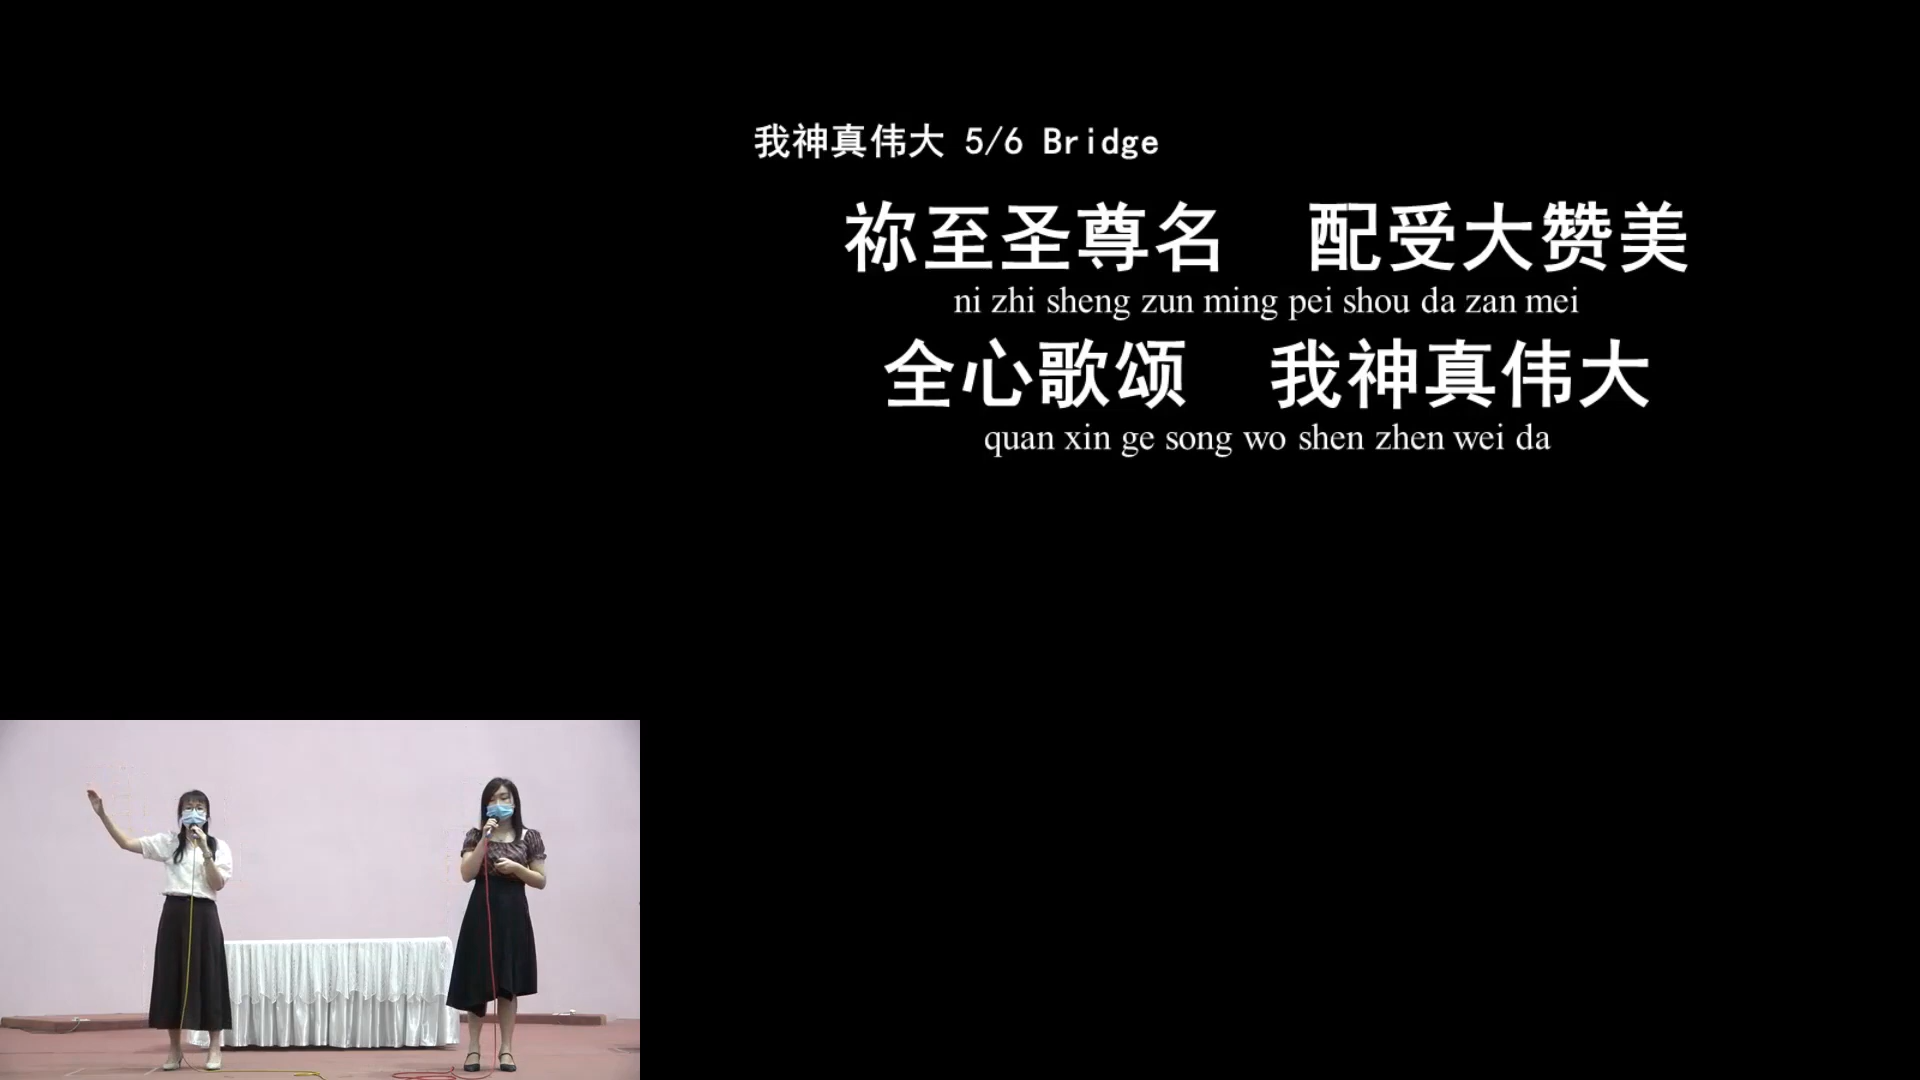 我神真伟大 5/6 Bridge
祢至圣尊名　配受大赞美
ni zhi sheng zun ming pei shou da zan mei
全心歌颂　我神真伟大
quan xin ge song wo shen zhen wei da